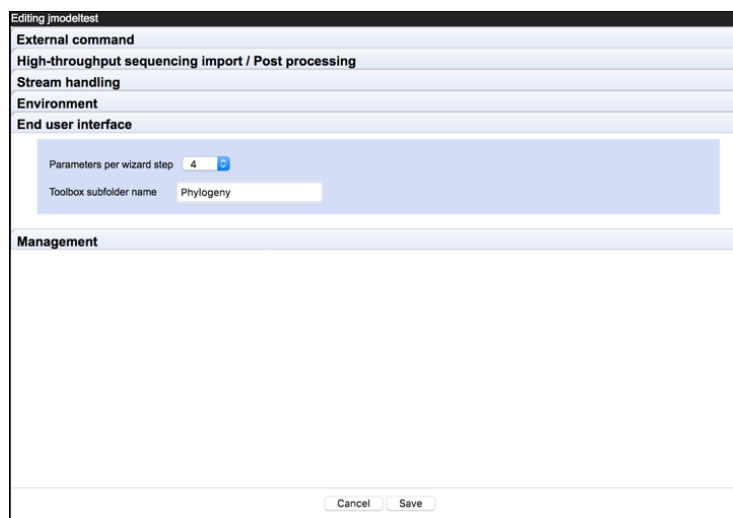 Editing jmodeltest
External command
High-throughput sequencing import / Post processing
Stream handling
Environment
End user interface
Parameters per wizard step 4
Toolbox subfolder name Phylogeny
Management
Cancel Save